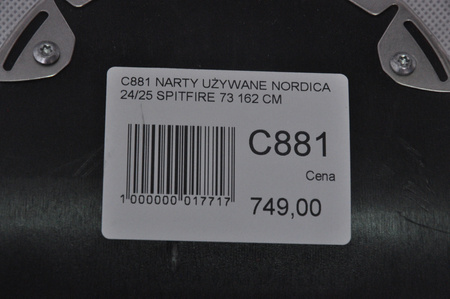 C881 NARTY UŻYWANE NORDICA
24/25 SPITFIRE 73 162 CM
C881
Cena
1 000000 017717
749,00